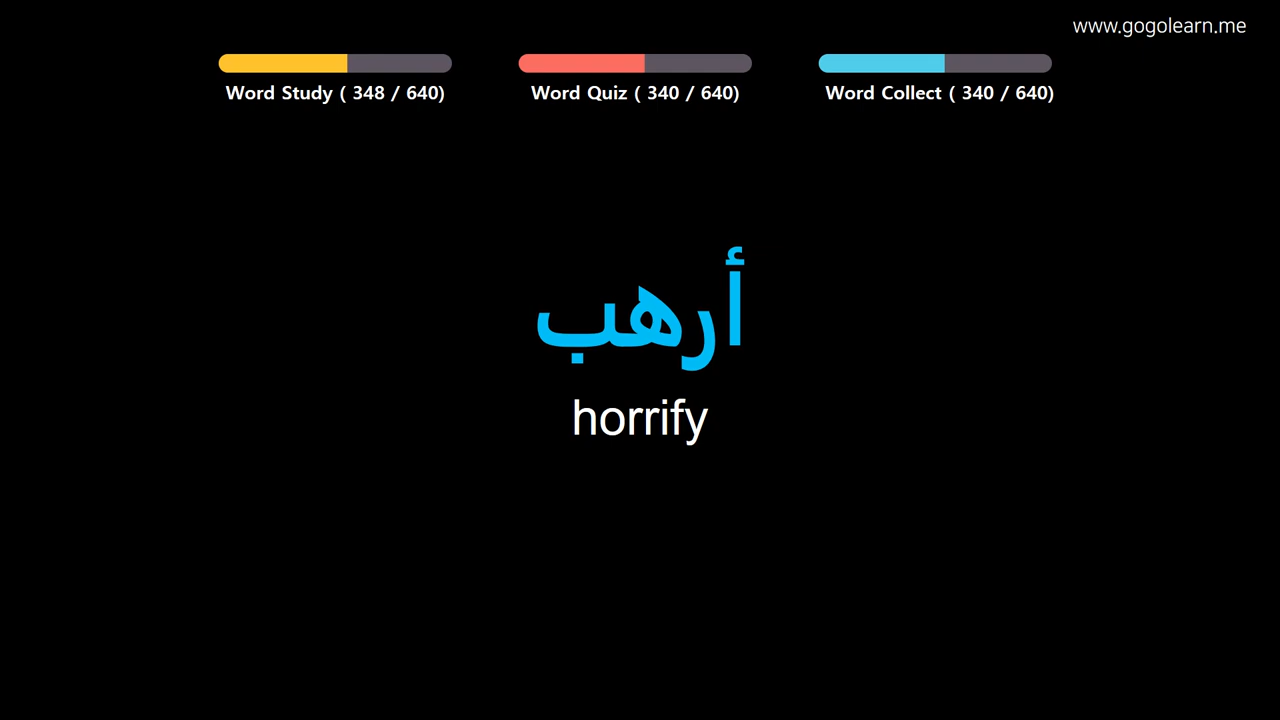 www.gogolearn.me
Word Study ( 348 / 640)
Word Quiz ( 340 / 640)
Word Collect ( 340 / 640)
أرهب
horrify